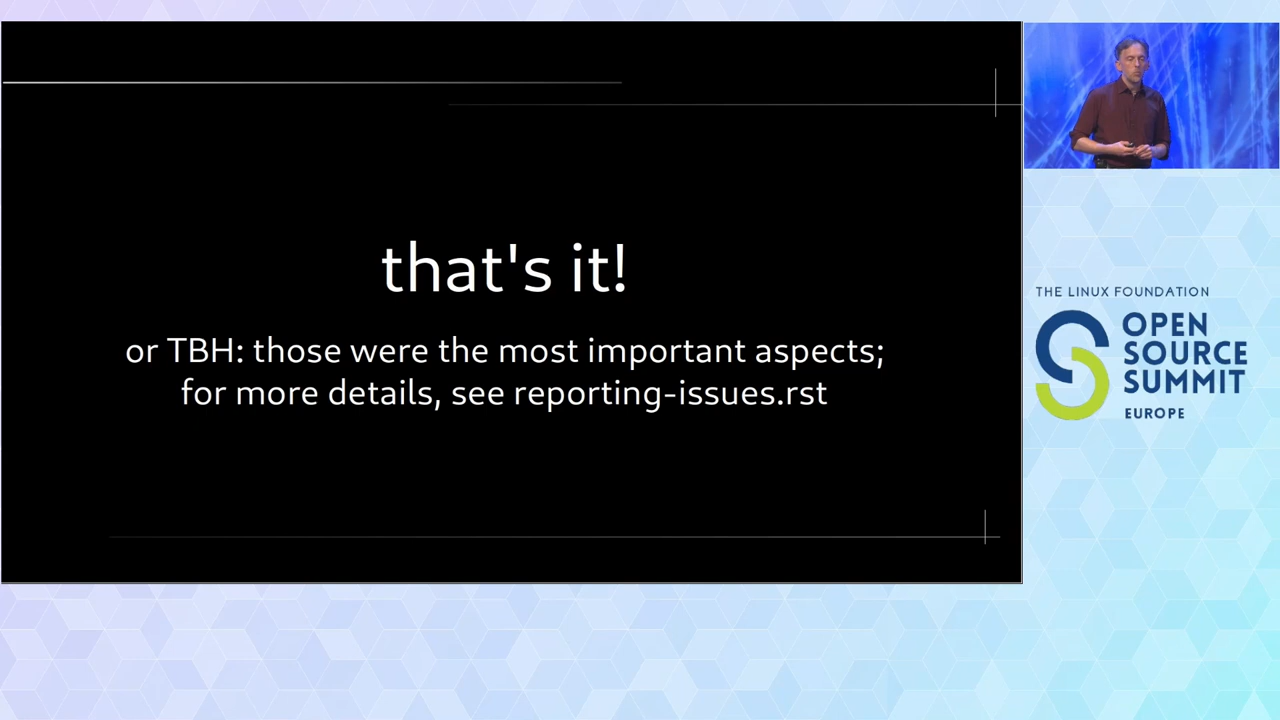 that's it!
or TBH: those were the most important aspects;
for more details, see reporting-issues.rst
THE LINUX FOUNDATION
OPEN
SOURCE
SUMMIT
EUROPE